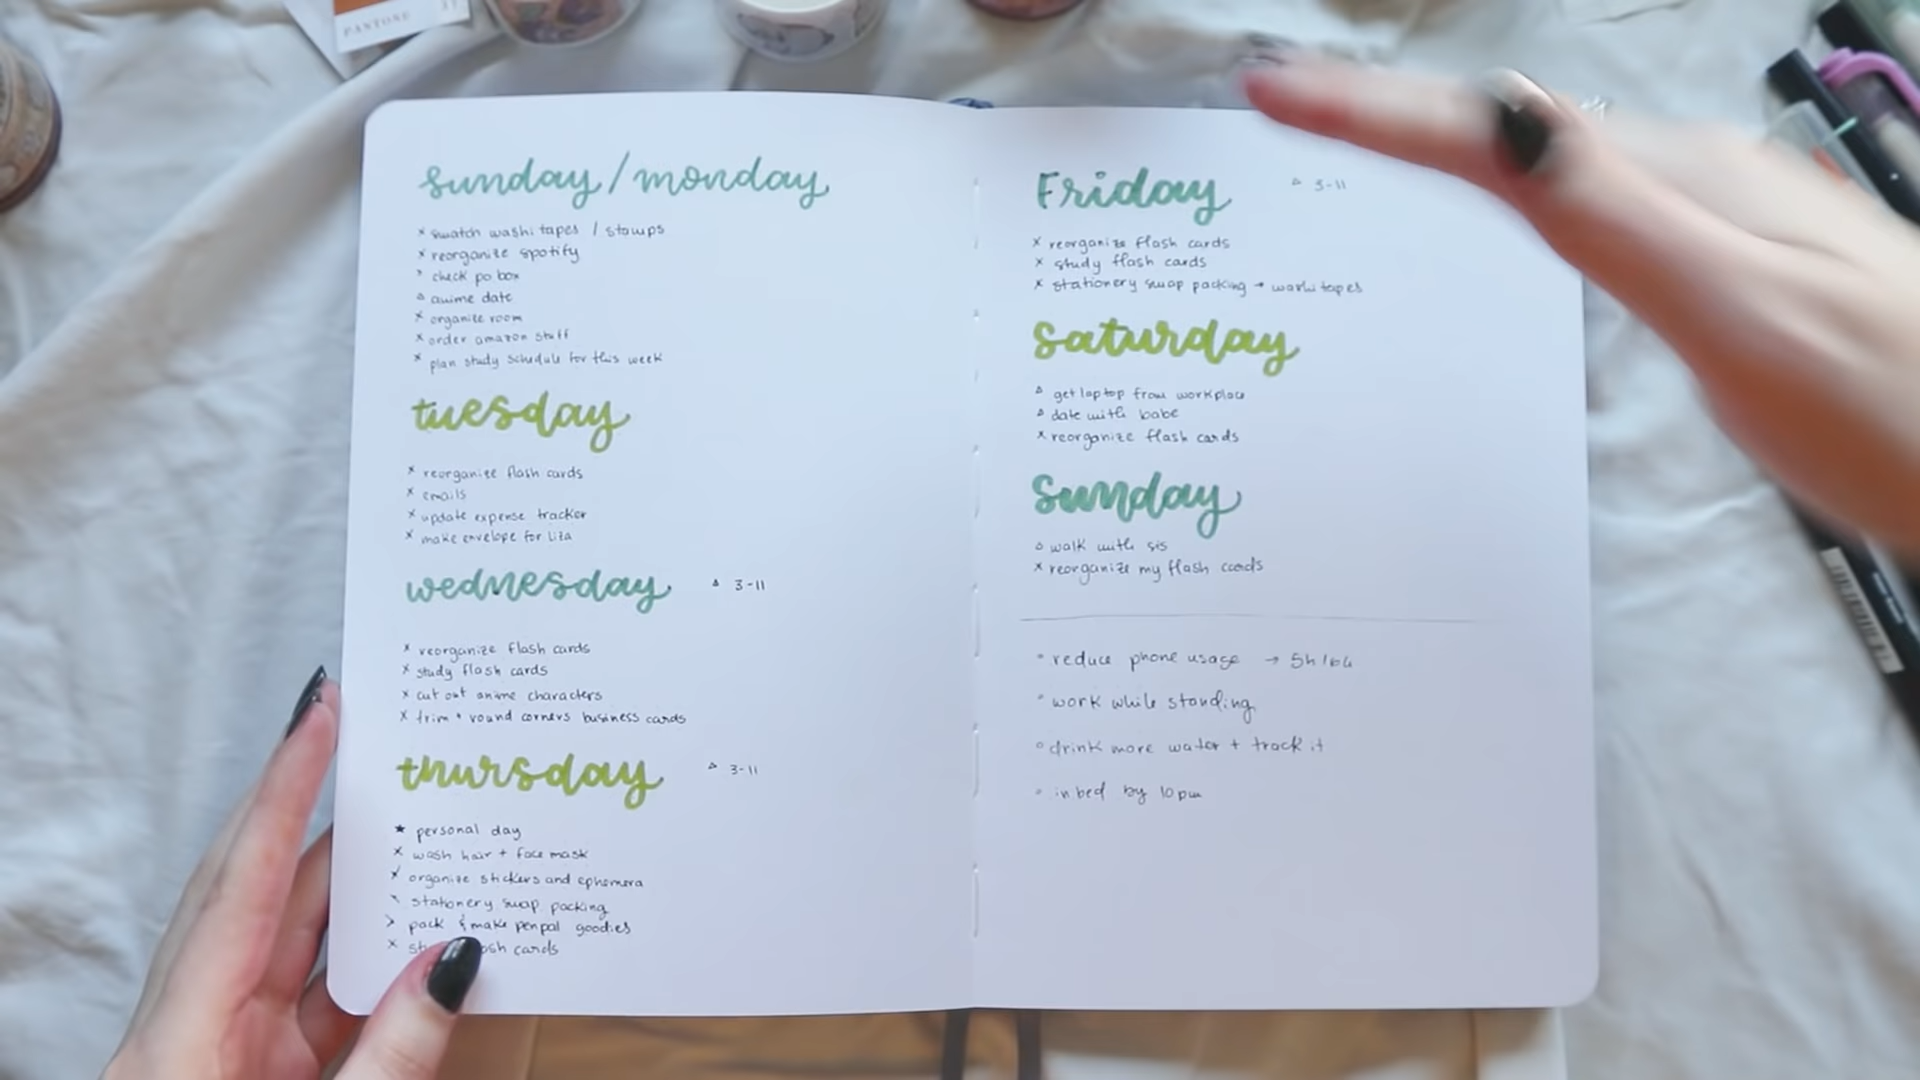 PANTONE
sunday/monday
x swatch washi tapes / stamps
x reorganize spotify
check po box
△ anime date
x organize room
x order amazon stuff
x plan study schedule for this week
tuesday
x reorganize flash cards
x emails
x update expense tracker
x make envelope for Liza
wednesday △ 3-11
x reorganize flash cards
x study flash cards
x cut out anime characters
x trim + round corners business cards
thursday △ 3-11
★ personal day
x wash hair + face mask
x organize stickers and ephemera
stationery swap packing
> pack & make penpal goodies
x cards
Friday △ 3-11
x reorganize flash cards
x study flash cards
x stationery swap packing → washi tapes
saturday
△ get laptop from workplace
△ date with babe
x reorganize flash cards
sunday
△ walk with sis
x reorganize my flash cards
° reduce phone usage → 5h
° work while standing
° drink more water + track it
° in bed by 10pm